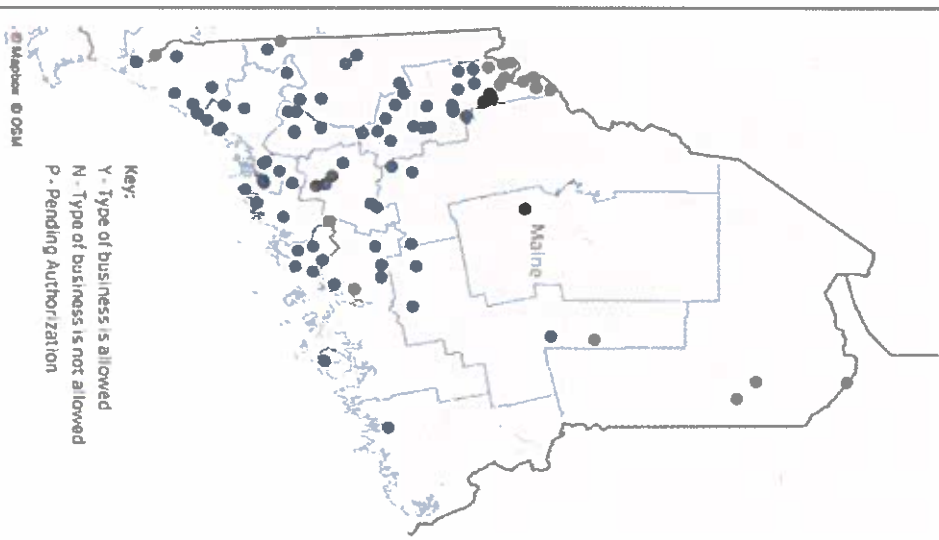 Maine
Key:
Y - Type of business is allowed
N - Type of business is not allowed
P - Pending Authorization
© Mapbox © OSM